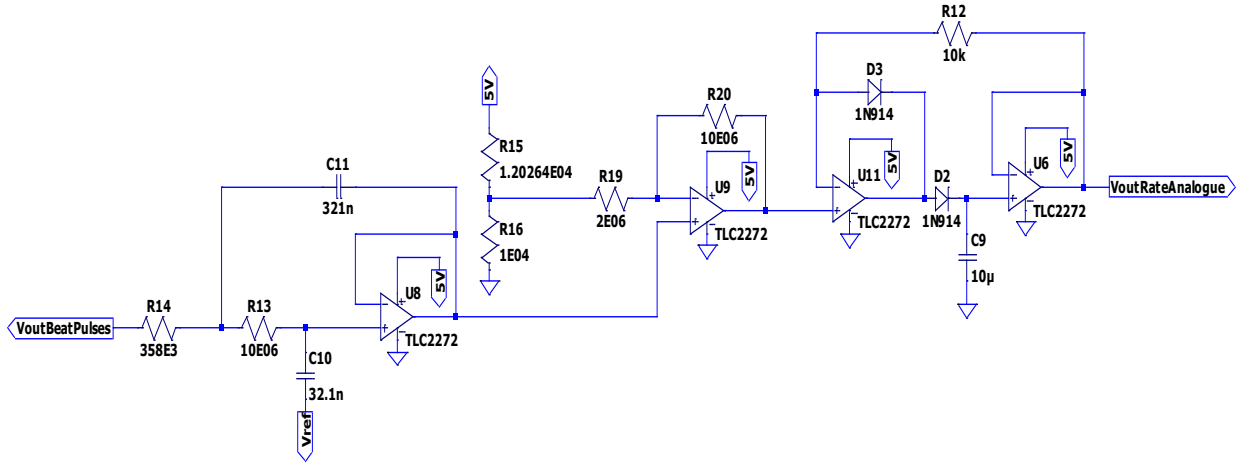 R12
10k
D3
1N914
5V
R20
10E06
5V
R15
1.20264E04
C11
321n
U9
5V
U11
5V
U6
R19
2E06
D2
1N914
VoutRateAnalogue
TLC2272
TLC2272
TLC2272
R16
1E04
C9
10µ
5V
U8
R14
R13
VoutBeatPulses
358E3
10E06
TLC2272
C10
32.1n
Vref
+
-
+
-
+
-
+
-
+
-
+
-
+
-
+
-